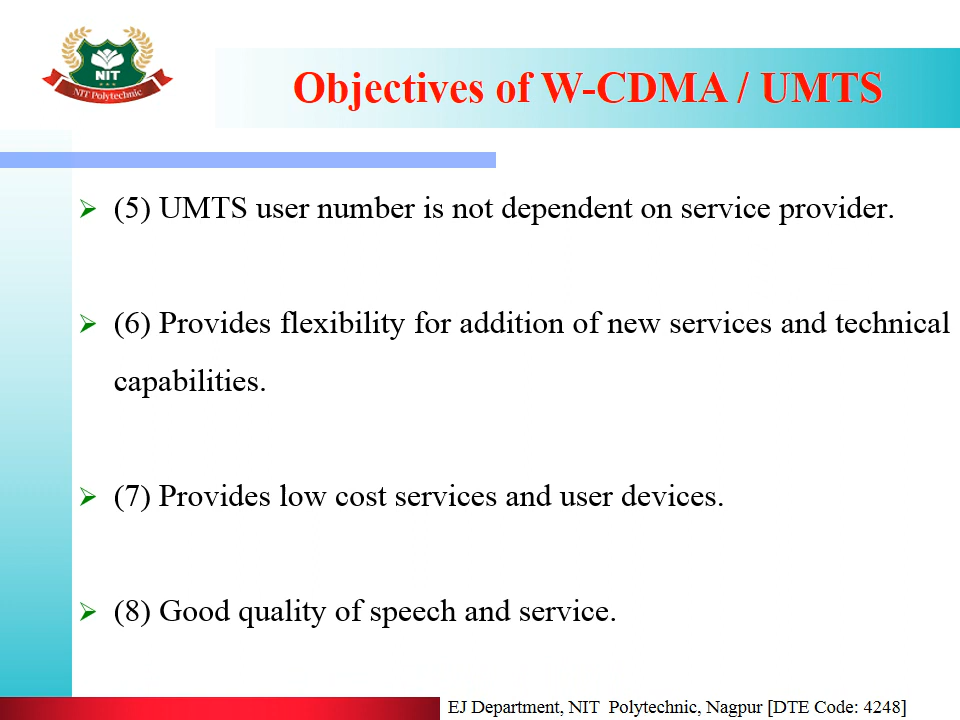 NIT
NIT Polytechnic
Objectives of W-CDMA / UMTS
(5) UMTS user number is not dependent on service provider.
(6) Provides flexibility for addition of new services and technical
capabilities.
(7) Provides low cost services and user devices.
(8) Good quality of speech and service.
EJ Department, NIT Polytechnic, Nagpur [DTE Code: 4248]